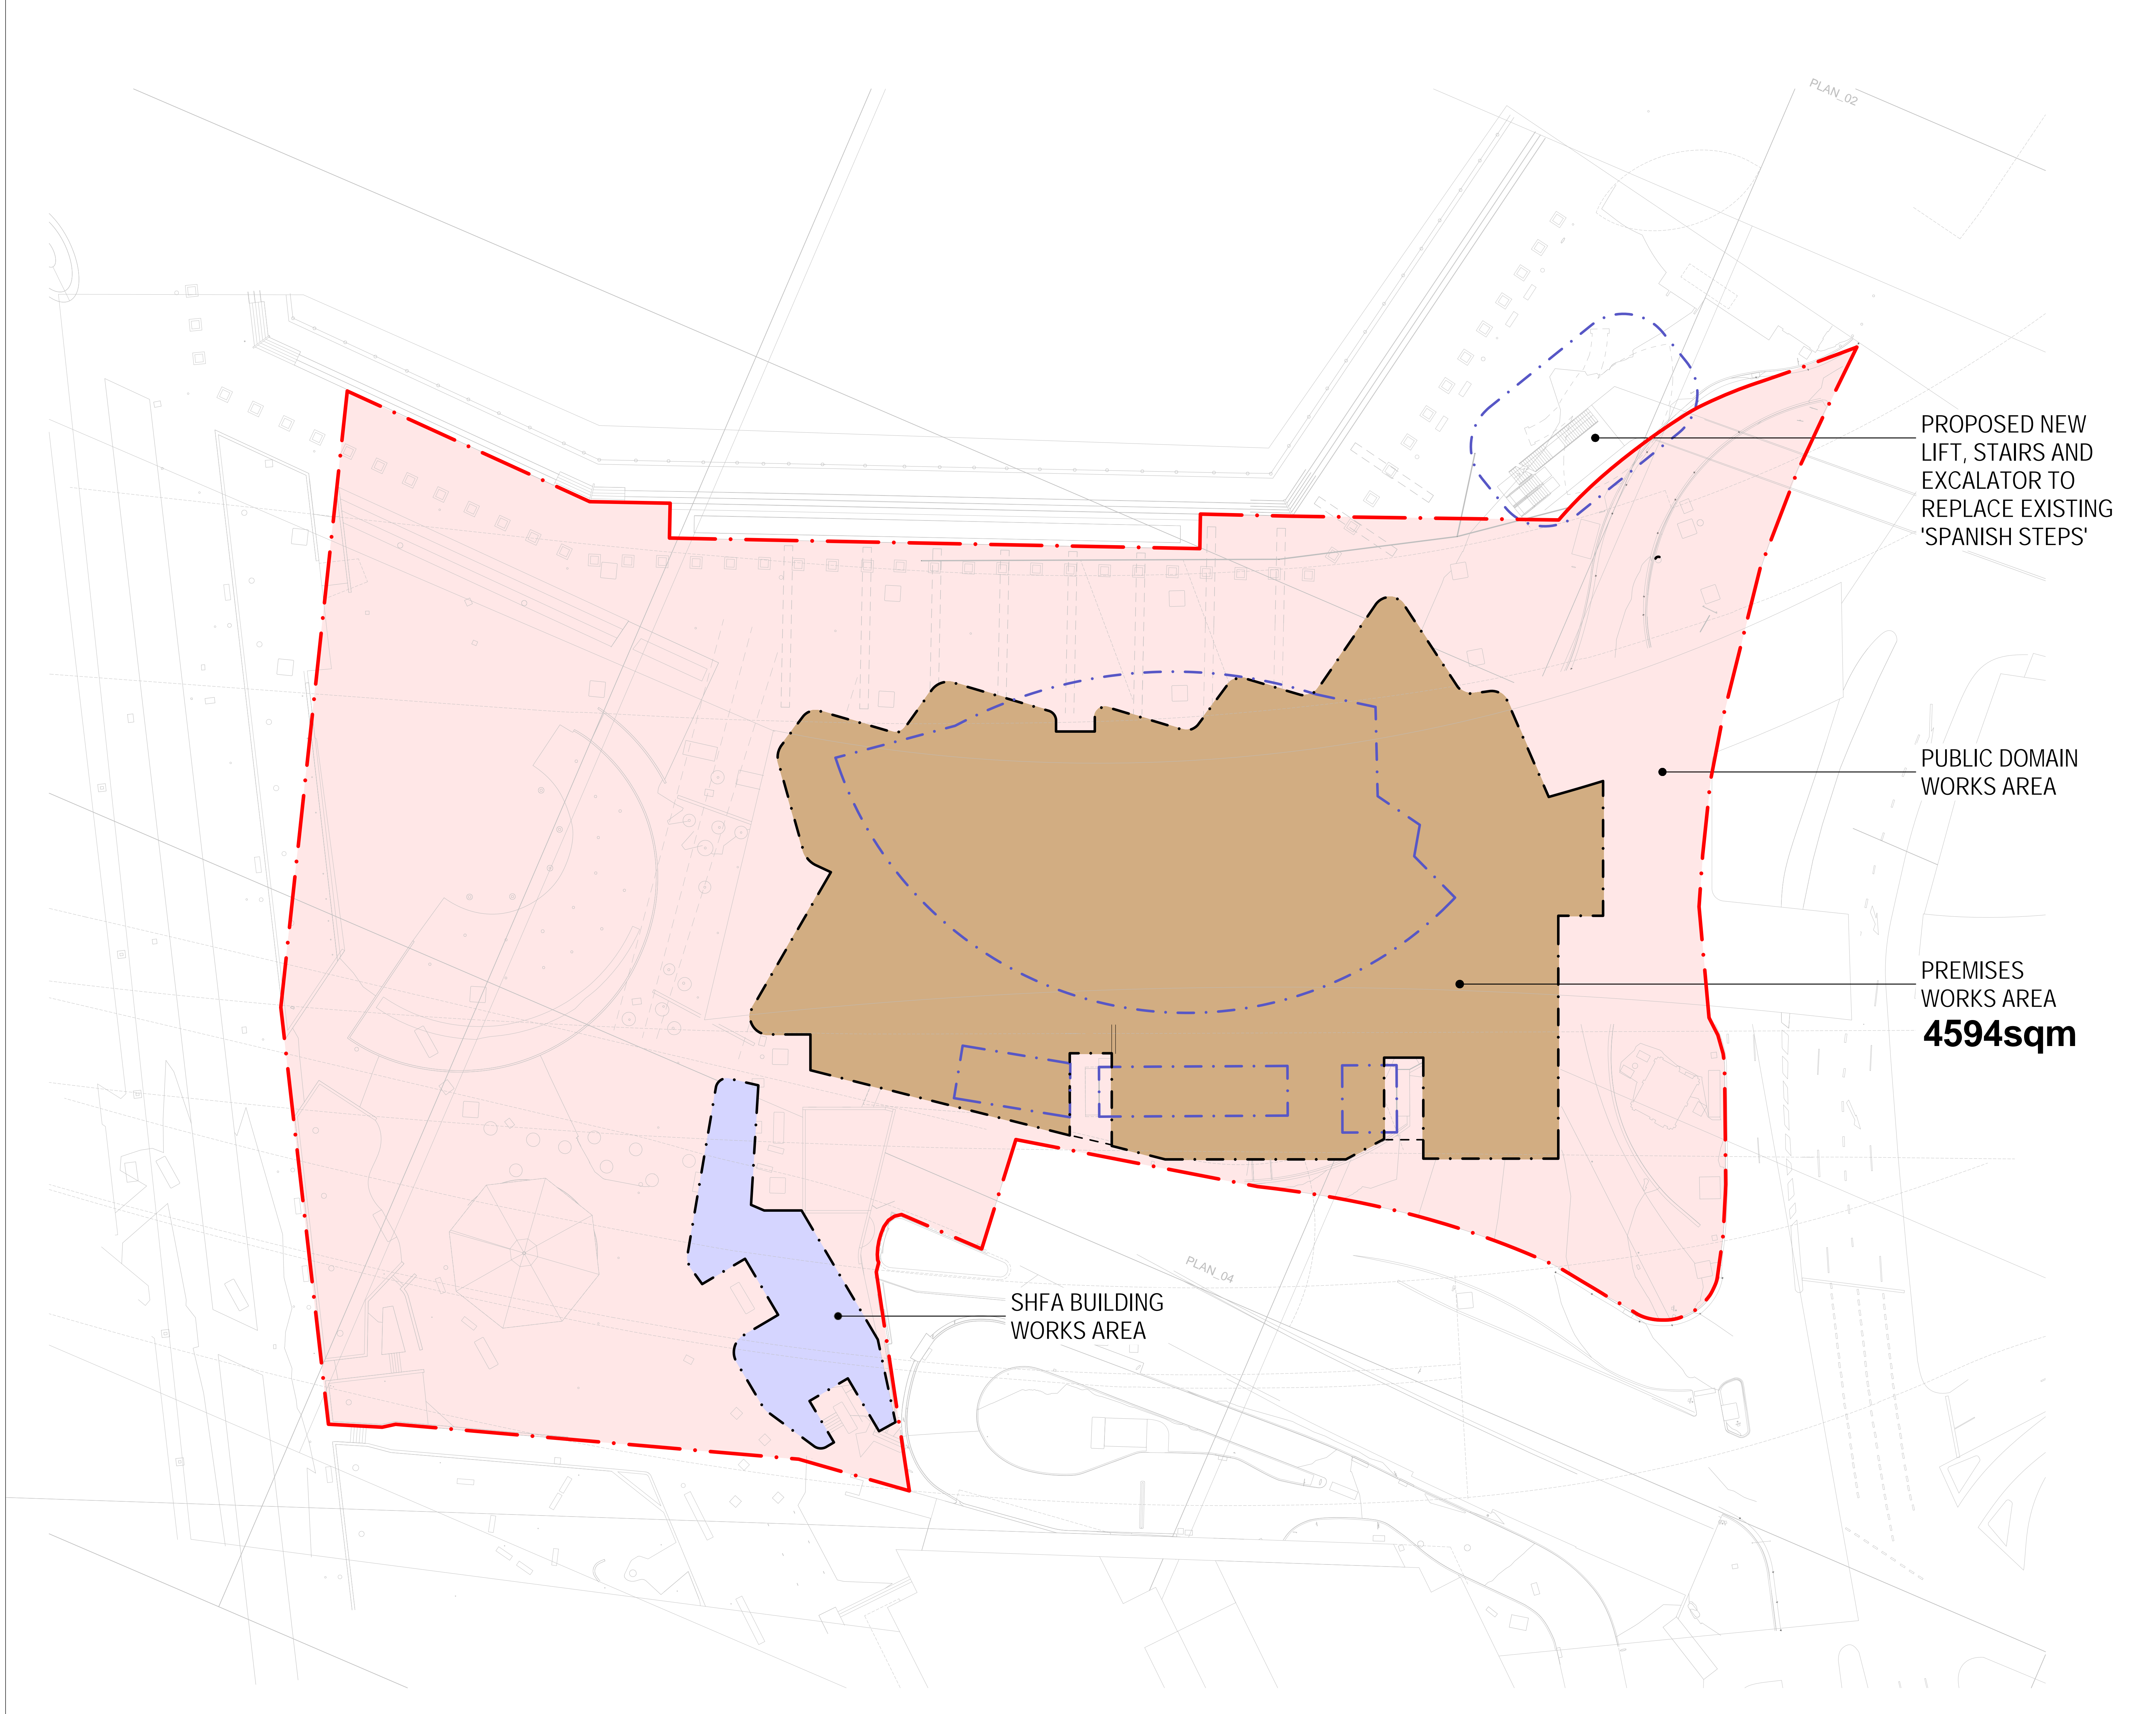 PLAN_02
PROPOSED NEW
LIFT, STAIRS AND
EXCALATOR TO
REPLACE EXISTING
'SPANISH STEPS'
PUBLIC DOMAIN
WORKS AREA
PREMISES
WORKS AREA
4594sqm
PLAN_04
SHFA BUILDING
WORKS AREA